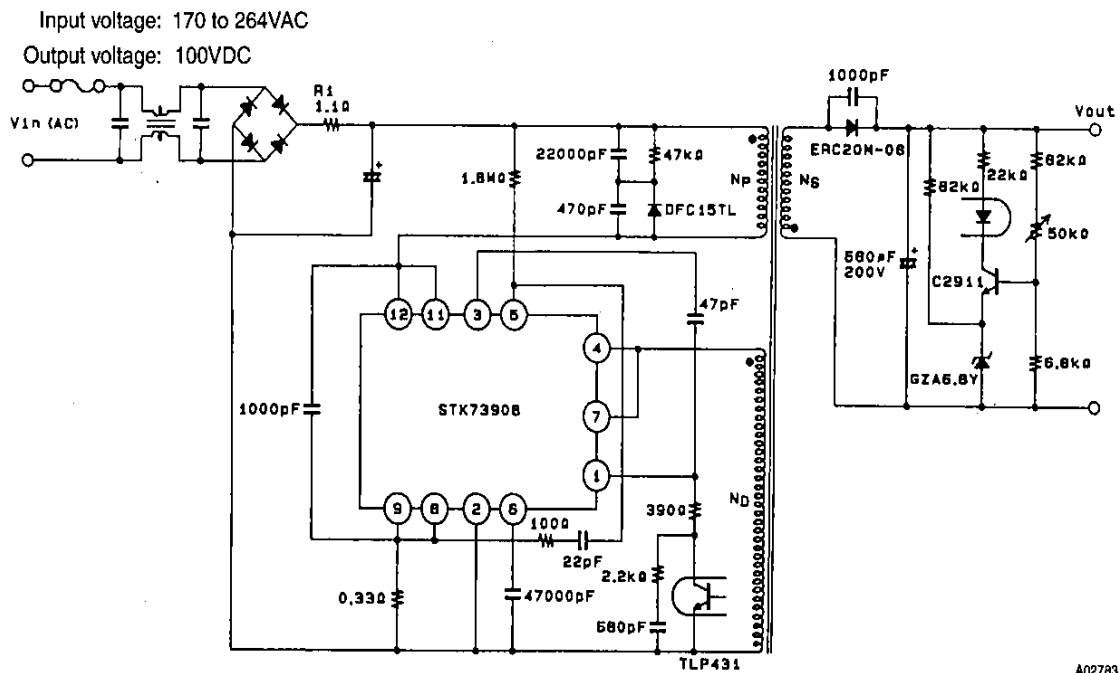 Input voltage: 170 to 264VAC
Output voltage: 100VDC
R1
1.1Ω
Vin (AC)
1000pF
Vout
ERC20M-08
22000pF
47kΩ
1.8MΩ
NP
NS
82kΩ
22kΩ
82kΩ
470pF
DFC15TL
50kΩ
560μF
200V
C2911
12
11
3
5
47pF
4
GZA6.8Y
6.8kΩ
1000pF
STK73908
7
1
9
8
2
6
100Ω
390Ω
ND
22pF
2.2kΩ
0.33Ω
47000pF
680pF
TLP431
A02783